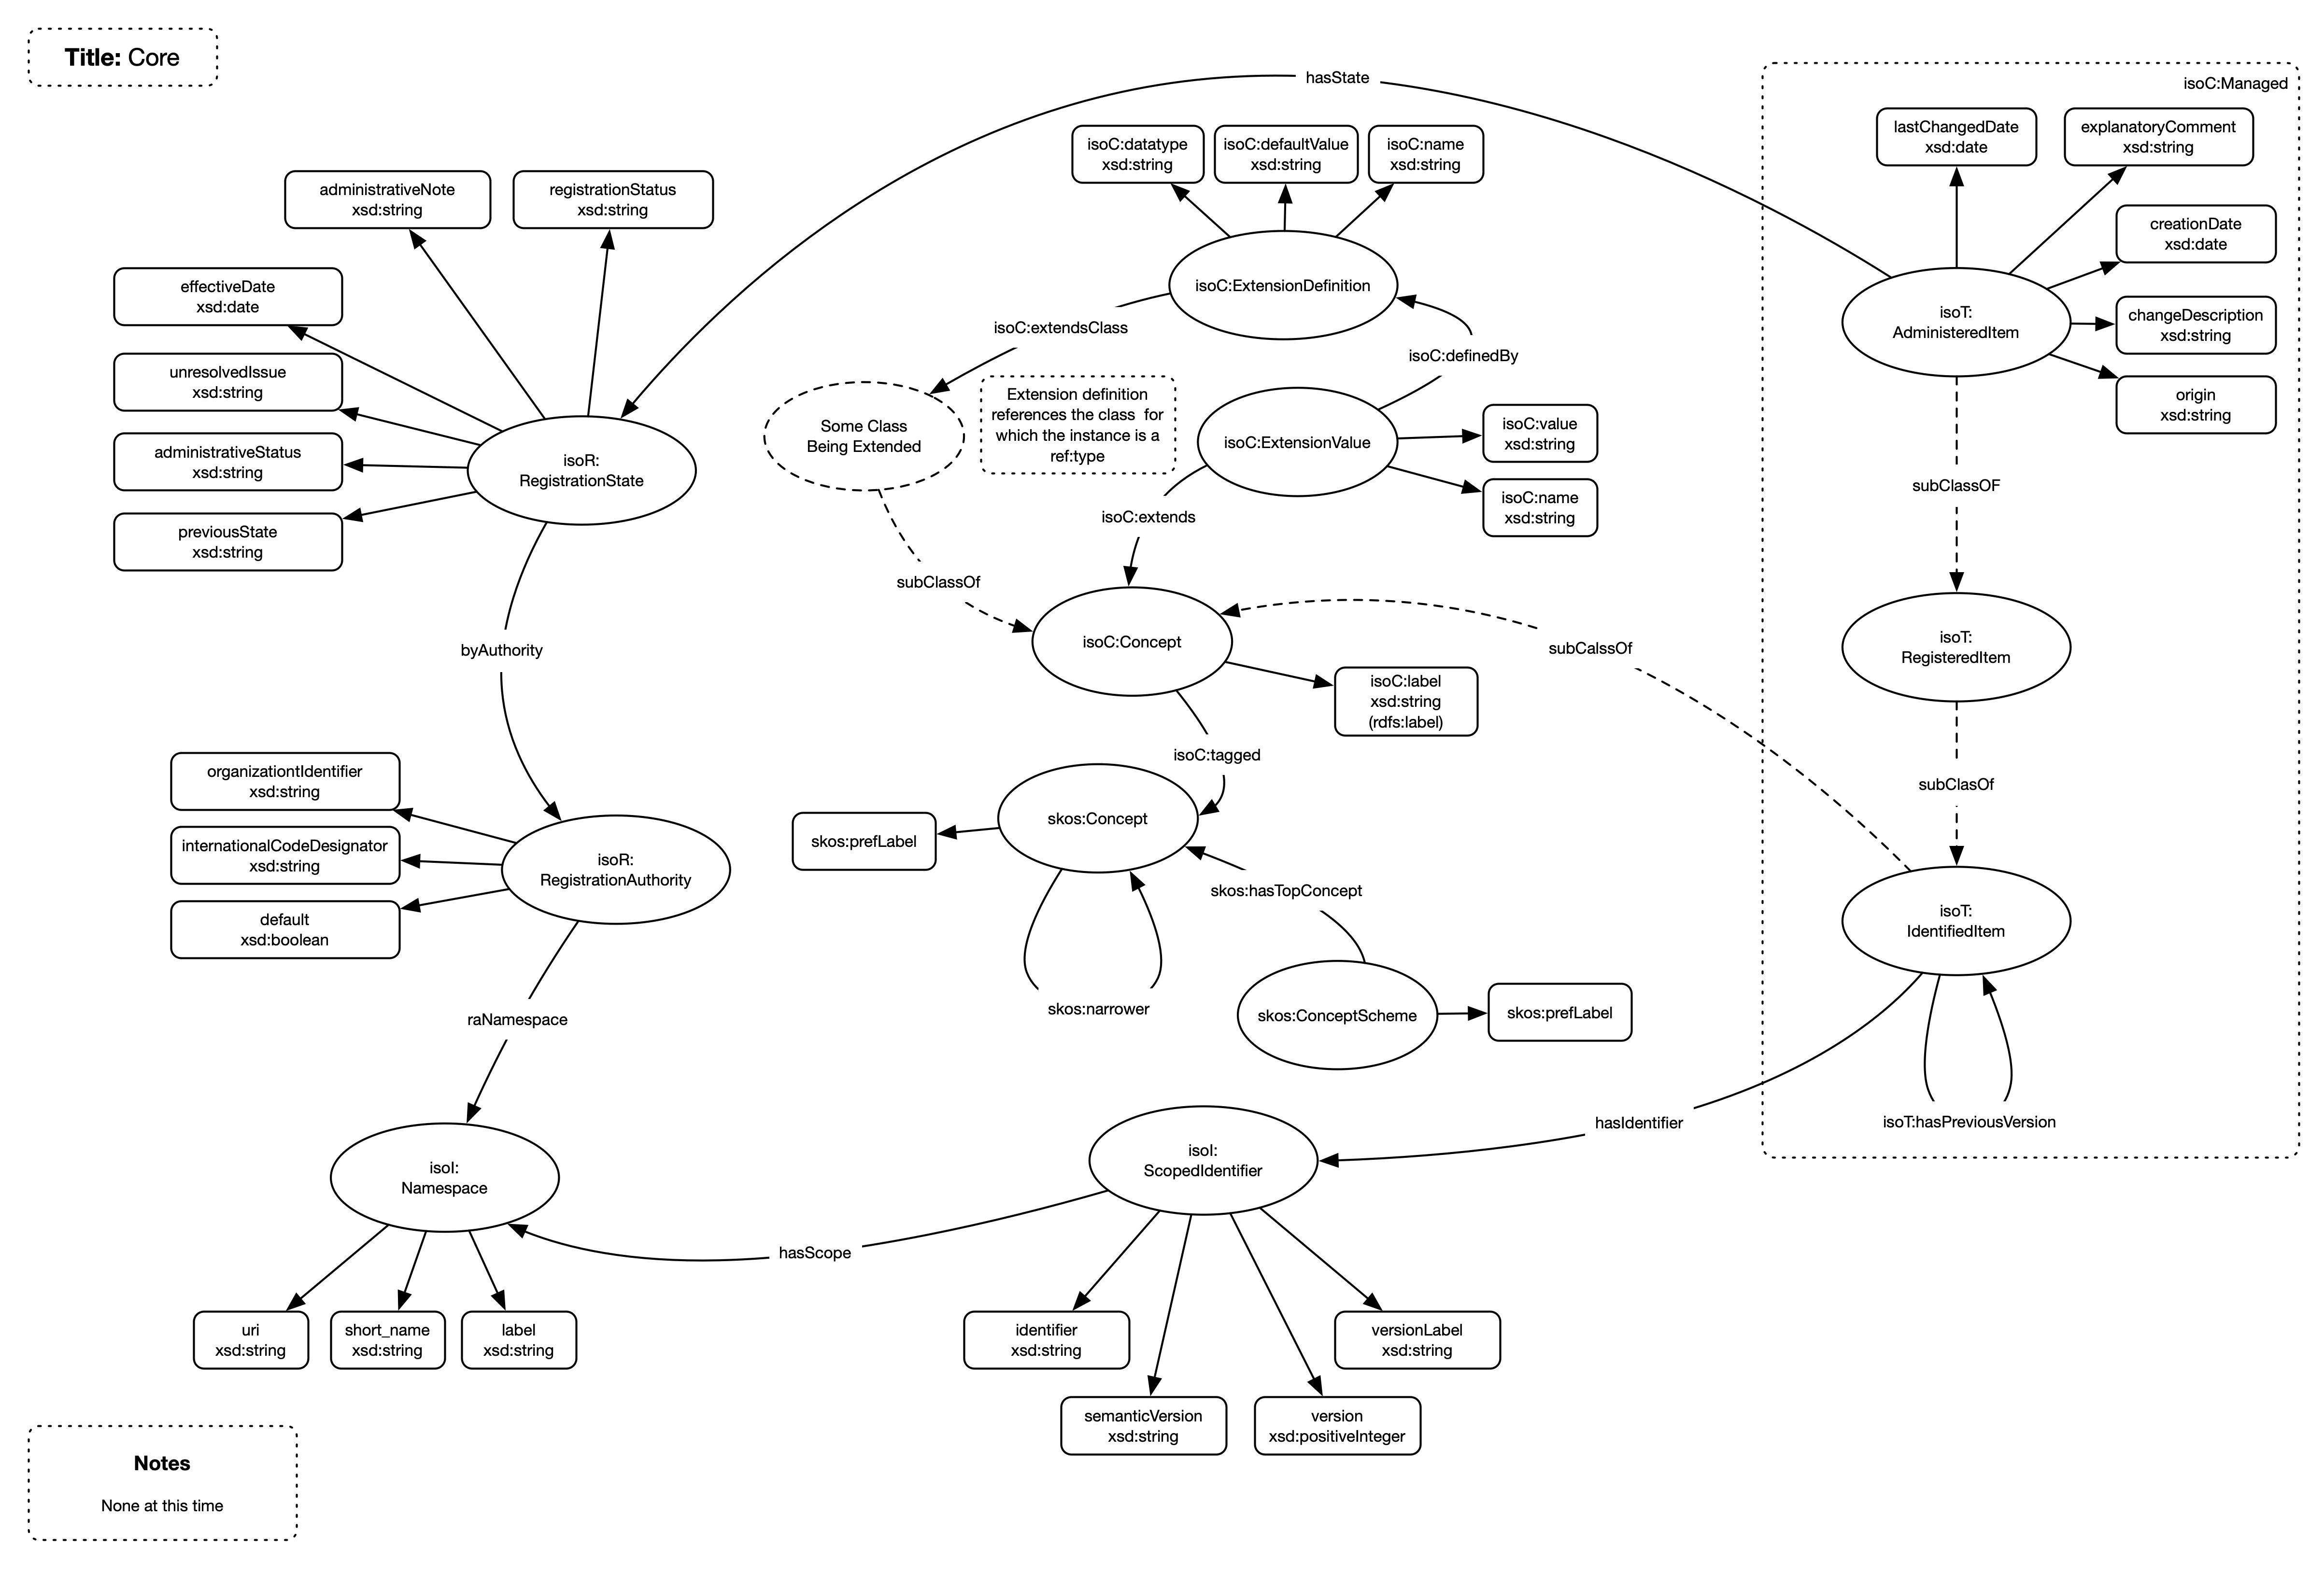 Title: Core
hasState
isoC:Managed
lastChangedDate
xsd:date
explanatoryComment
xsd:string
isoC:datatype
xsd:string
isoC:defaultValue
xsd:string
isoC:name
xsd:string
administrativeNote
xsd:string
registrationStatus
xsd:string
creationDate
xsd:date
effectiveDate
xsd:date
isoC:ExtensionDefinition
isoT:
AdministeredItem
changeDescription
xsd:string
isoC:extendsClass
isoC:definedBy
unresolvedIssue
xsd:string
origin
xsd:string
Some Class
Being Extended
Extension definition
references the class  for
which the instance is a
ref:type
isoC:ExtensionValue
isoC:value
xsd:string
administrativeStatus
xsd:string
isoR:
RegistrationState
subClassOF
isoC:name
xsd:string
isoC:extends
previousState
xsd:string
subClassOf
byAuthority
isoC:Concept
subCalssOf
isoT:
RegisteredItem
isoC:label
xsd:string
(rdfs:label)
isoC:tagged
organizationtIdentifier
xsd:string
subClasOf
skos:Concept
skos:prefLabel
internationalCodeDesignator
xsd:string
isoR:
RegistrationAuthority
skos:hasTopConcept
default
xsd:boolean
isoT:
IdentifiedItem
raNamespace
skos:narrower
skos:ConceptScheme
skos:prefLabel
hasIdentifier
isoT:hasPreviousVersion
isoI:
ScopedIdentifier
isoI:
Namespace
hasScope
uri
xsd:string
short_name
xsd:string
label
xsd:string
identifier
xsd:string
versionLabel
xsd:string
semanticVersion
xsd:string
version
xsd:positiveInteger
Notes
None at this time